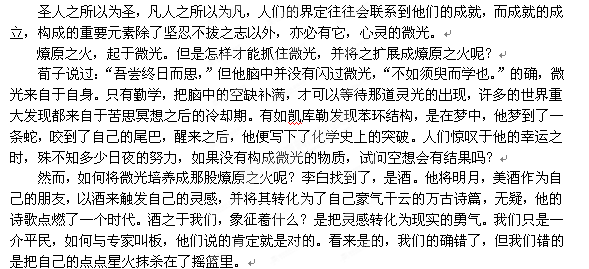 圣人之所以为圣，凡人之所以为凡，人们的界定往往会联系到他们的成就，而成就的成
立，构成的重要元素除了坚忍不拔之志以外，亦必有它，心灵的微光。
燎原之火，起于微光。但是怎样才能抓住微光，并将之扩展成燎原之火呢？
荀子说过：“吾尝终日而思，”但他脑中并没有闪过微光，“不如须臾而学也。”的确，微
光来自于自身。只有勤学，把脑中的空缺补满，才可以等待那道灵光的出现，许多的世界重
大发现都来自于苦思冥想之后的冷却期。有如凯库勒发现苯环结构，是在梦中，他梦到了一
条蛇，咬到了自己的尾巴，醒来之后，他便写下了化学史上的突破。人们惊叹于他的幸运之
时，殊不知多少日夜的努力，如果没有构成微光的物质，试问空想会有结果吗？
然而，如何将微光培养成那股燎原之火呢？李白找到了，是酒。他将明月，美酒作为自
己的朋友，以酒来触发自己的灵感，并将其转化为了自己豪气干云的万古诗篇，无疑，他的
诗歌点燃了一个时代。酒之于我们，象征着什么？是把灵感转化为现实的勇气。我们只是一
介平民，如何与专家叫板，他们说的肯定就是对的。看来是的，我们的确错了，但我们错的
是把自己的点点星火抹杀在了摇篮里。